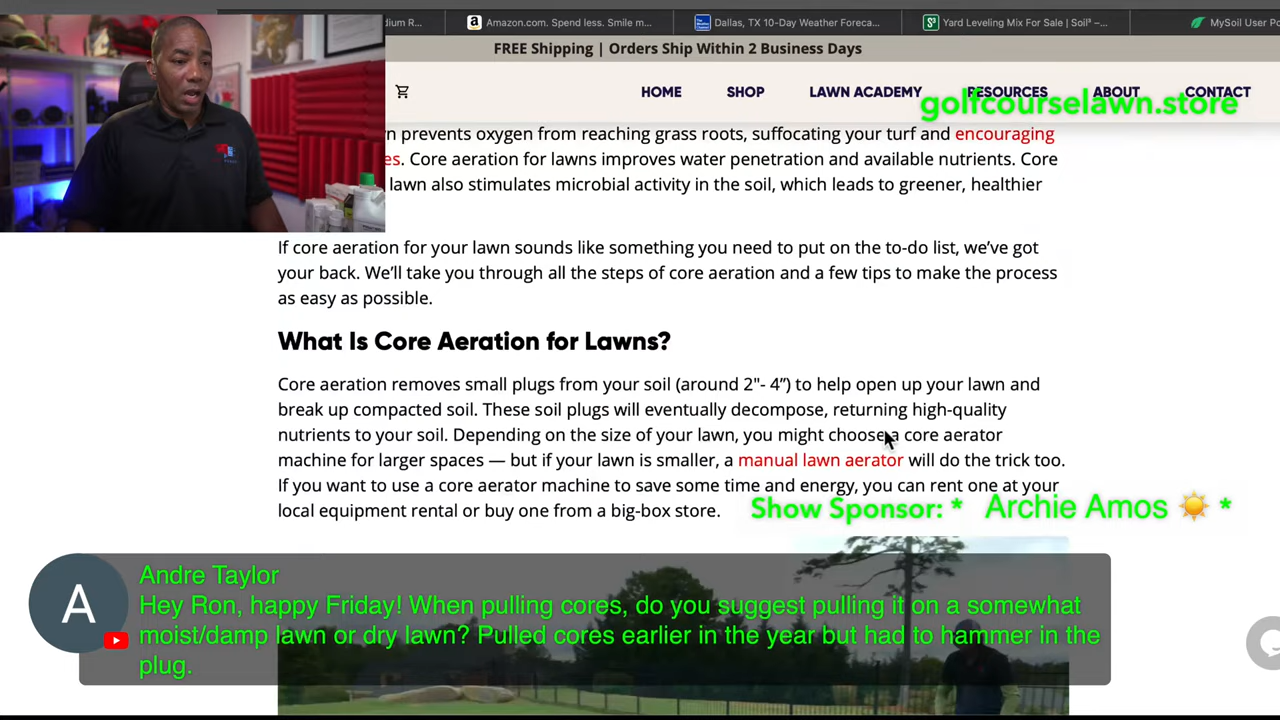 dium R...
Amazon.com. Spend less. Smile m...
Dallas, TX 10-Day Weather Foreca...
Yard Leveling Mix For Sale | Soil³ –...
MySoil User Po
FREE Shipping | Orders Ship Within 2 Business Days
HOME SHOP LAWN ACADEMY RESOURCES ABOUT CONTACT
golfcourselawn.store
n prevents oxygen from reaching grass roots, suffocating your turf and encouraging
es. Core aeration for lawns improves water penetration and available nutrients. Core
lawn also stimulates microbial activity in the soil, which leads to greener, healthier
If core aeration for your lawn sounds like something you need to put on the to-do list, we’ve got
your back. We’ll take you through all the steps of core aeration and a few tips to make the process
as easy as possible.
What Is Core Aeration for Lawns?
Core aeration removes small plugs from your soil (around 2"- 4”) to help open up your lawn and
break up compacted soil. These soil plugs will eventually decompose, returning high-quality
nutrients to your soil. Depending on the size of your lawn, you might choose a core aerator
machine for larger spaces — but if your lawn is smaller, a manual lawn aerator will do the trick too.
If you want to use a core aerator machine to save some time and energy, you can rent one at your
local equipment rental or buy one from a big-box store.
Show Sponsor: * Archie Amos ☀️ *
A
Andre Taylor
Hey Ron, happy Friday! When pulling cores, do you suggest pulling it on a somewhat
moist/damp lawn or dry lawn? Pulled cores earlier in the year but had to hammer in the
plug.